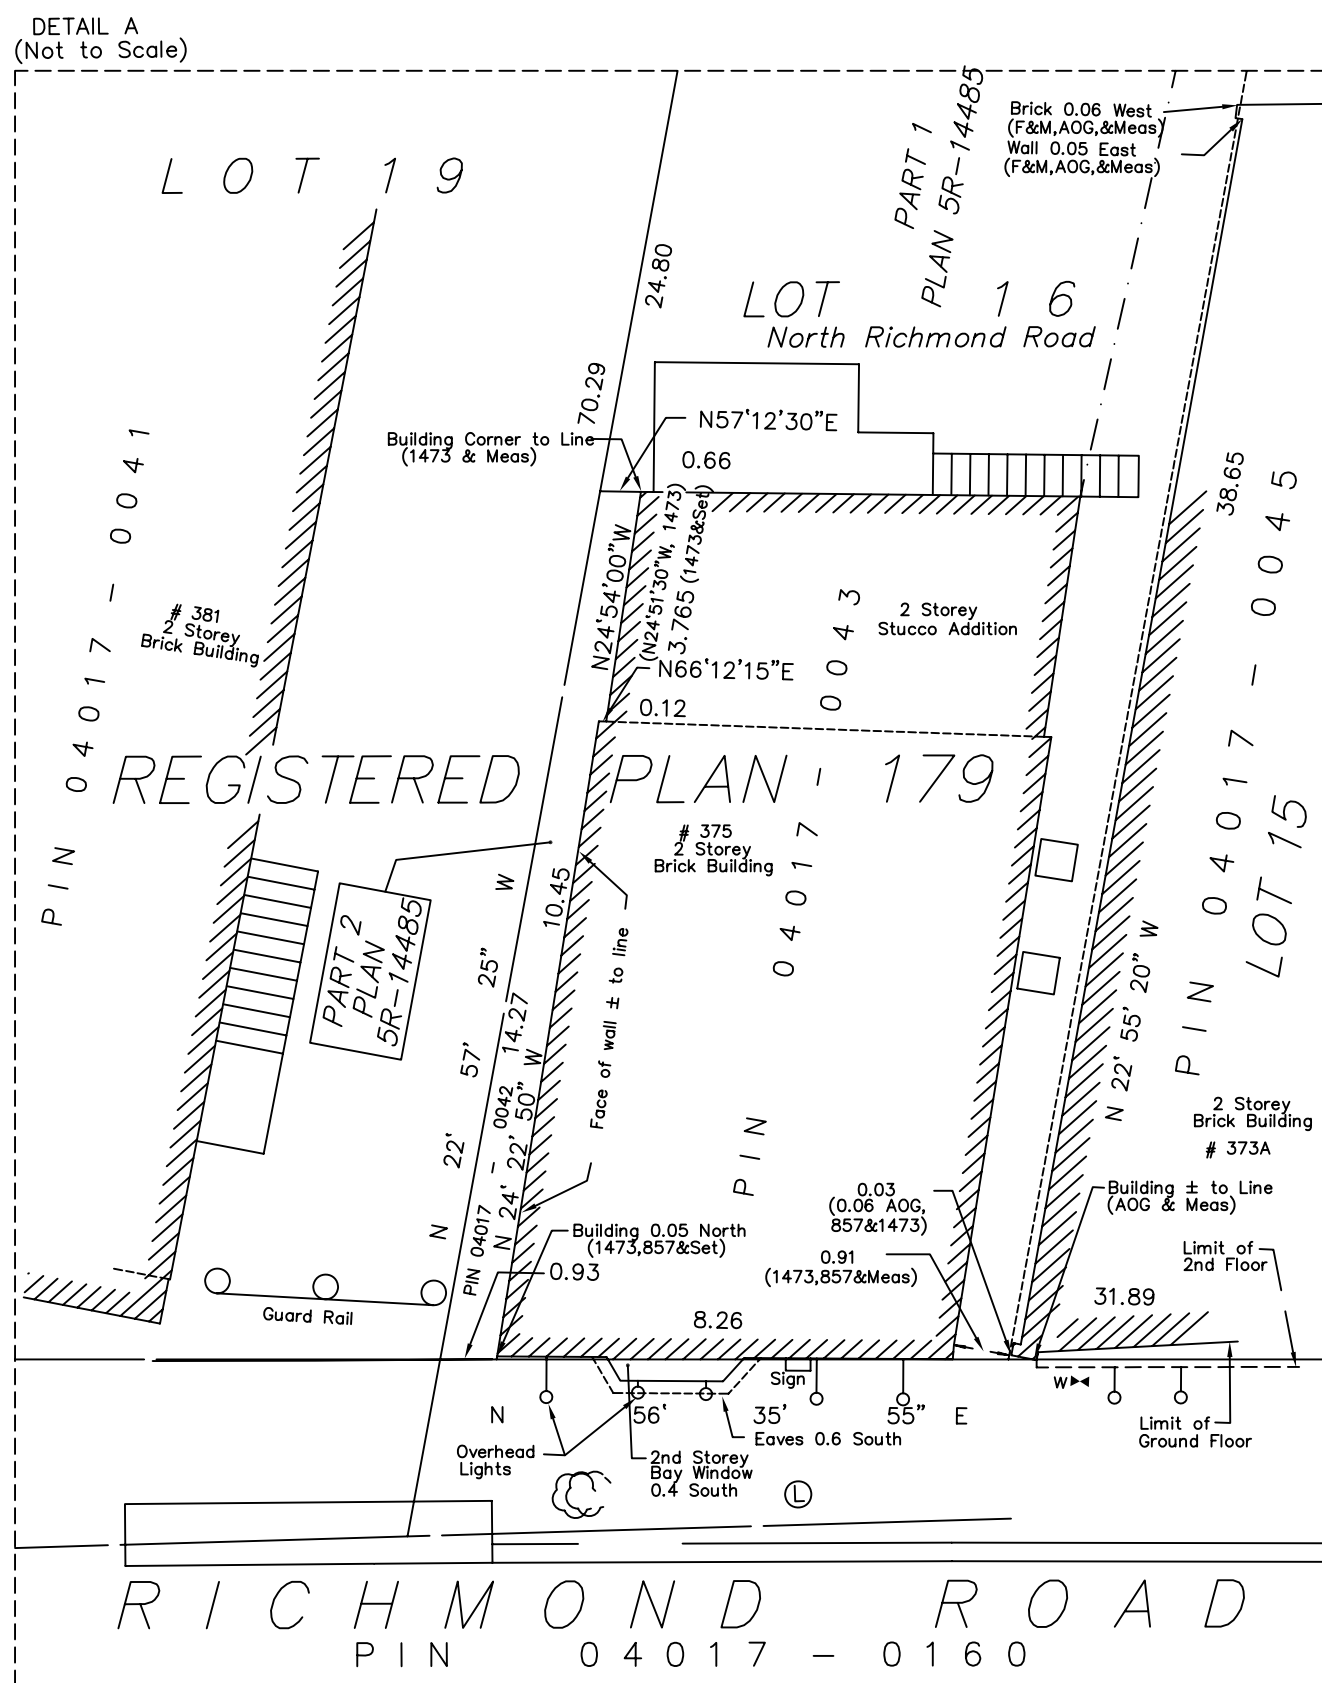 DETAIL A
(Not to Scale)
LOT 19
PART 1
PLAN 5R-14485
Brick 0.06 West
(F&M,AOG,&Meas)
Wall 0.05 East
(F&M,AOG,&Meas)
24.80
LOT 16
North Richmond Road
70.29
Building Corner to Line
(1473 & Meas)
N57'12'30"E
0.66
38.65
PIN 04017-0041
N24'54'00"W
(N24'51'30"W, 1473)
3.765 (1473&Set)
# 381
2 Storey
Brick Building
2 Storey
Stucco Addition
N66'12'15"E
0.12
PIN 04017-0043
PIN 04017-0045
REGISTERED PLAN 179
LOT 15
# 375
2 Storey
Brick Building
PART 2
PLAN
5R-14485
10.45
N 22' 57' 25" W
14.27
Face of wall ± to line
N 22' 55' 20" W
PIN 04017-0042
N 24' 22' 50" W
2 Storey
Brick Building
# 373A
0.03
(0.06 AOG,
857&1473)
Building ± to Line
(AOG & Meas)
Building 0.05 North
(1473,857&Set)
0.93
0.91
(1473,857&Meas)
Limit of
2nd Floor
Guard Rail
8.26
31.89
Sign
W
N 56' 35' 55" E
Eaves 0.6 South
Overhead
Lights
2nd Storey
Bay Window
0.4 South
Limit of
Ground Floor
L
RICHMOND ROAD
PIN 04017-0160